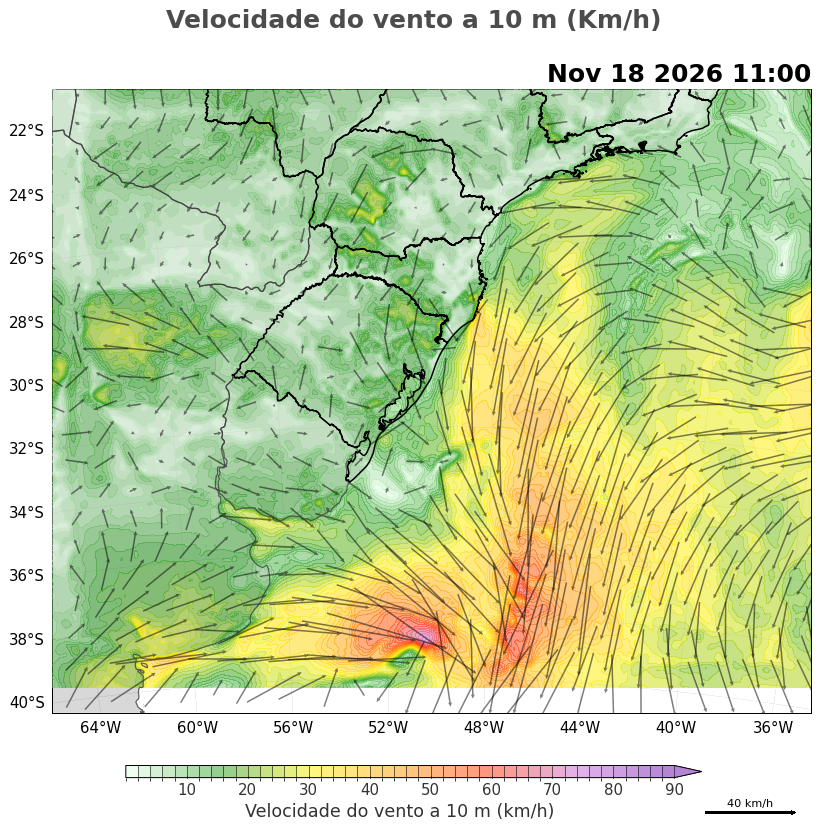 Velocidade do vento a 10 m (Km/h)
Nov 18 2026 11:00
22°S
24°S
26°S
28°S
30°S
32°S
34°S
36°S
38°S
40°S
64°W 60°W 56°W 52°W 48°W 44°W 40°W 36°W
10 20 30 40 50 60 70 80 90
Velocidade do vento a 10 m (km/h)
40 km/h